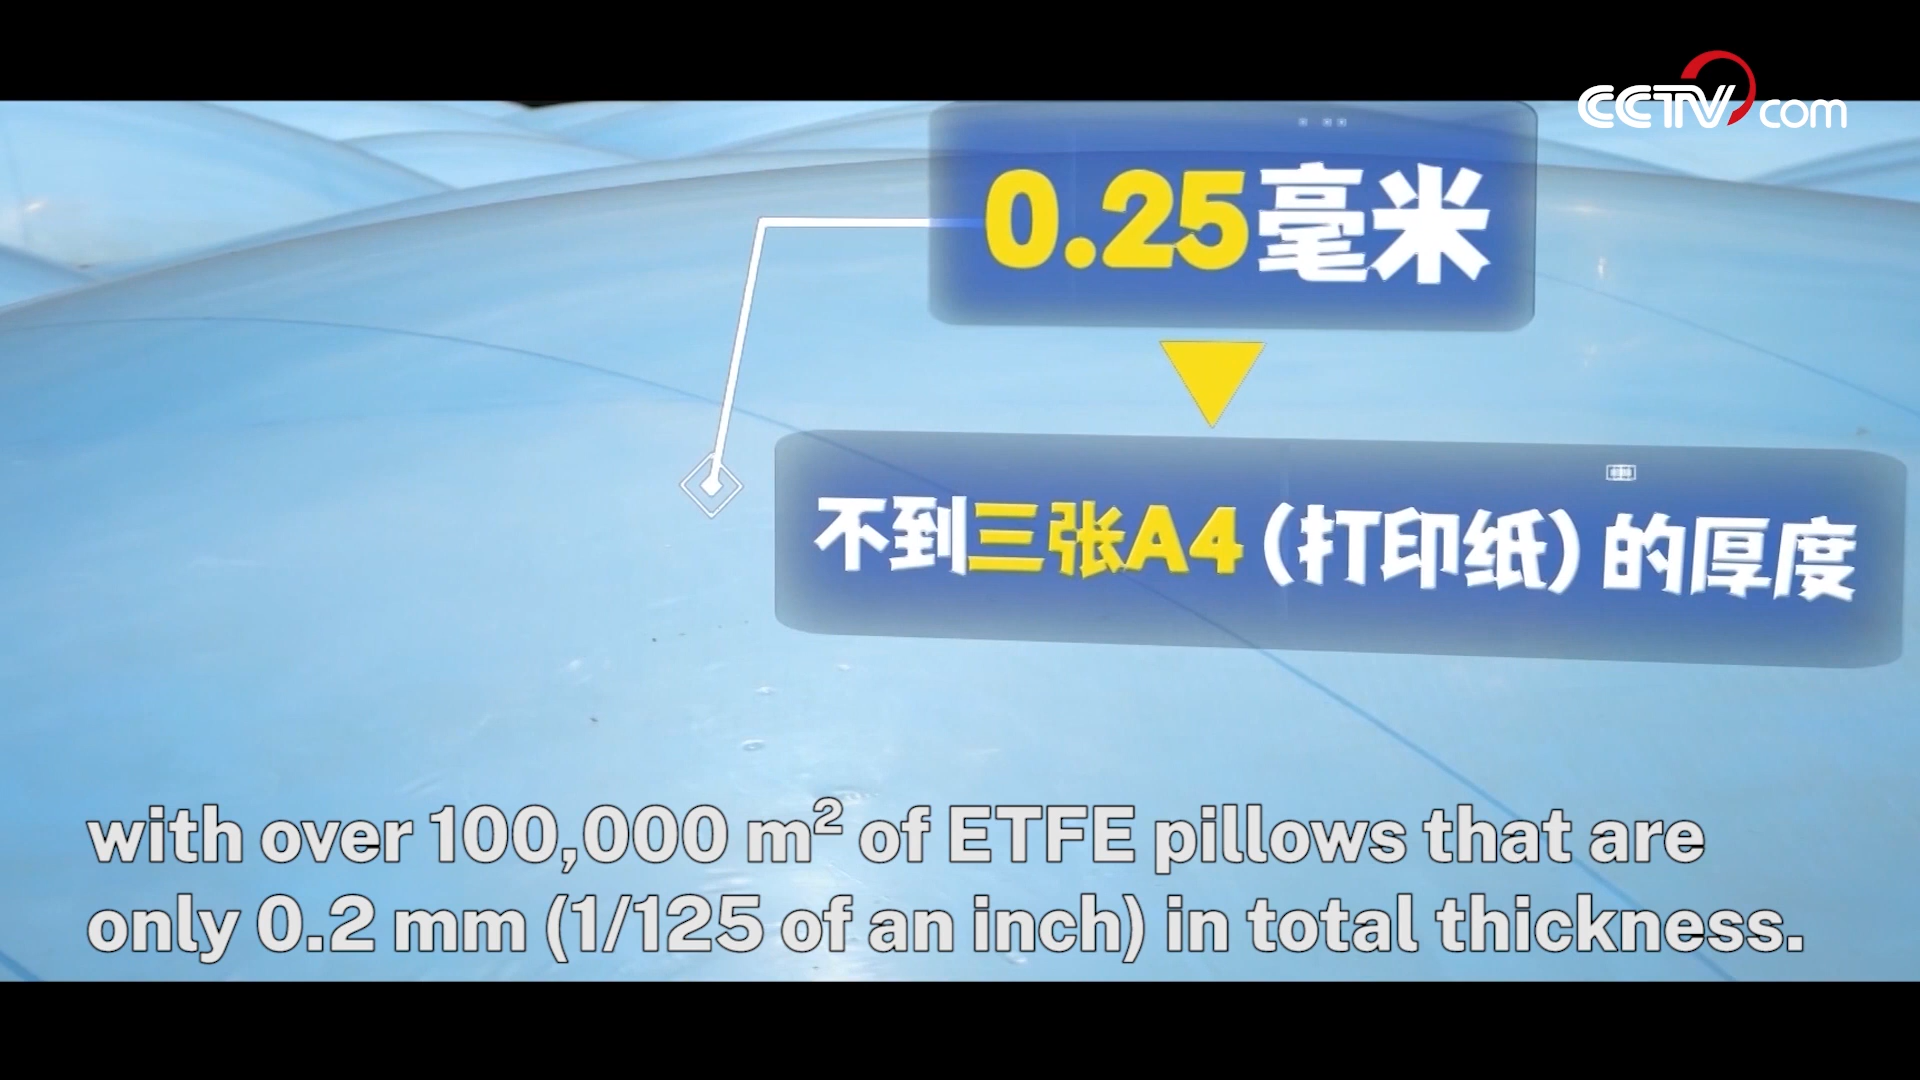 CCTV.com
0.25毫米
不到三张A4(打印纸)的厚度
with over 100,000 m² of ETFE pillows that are
only 0.2 mm (1/125 of an inch) in total thickness.